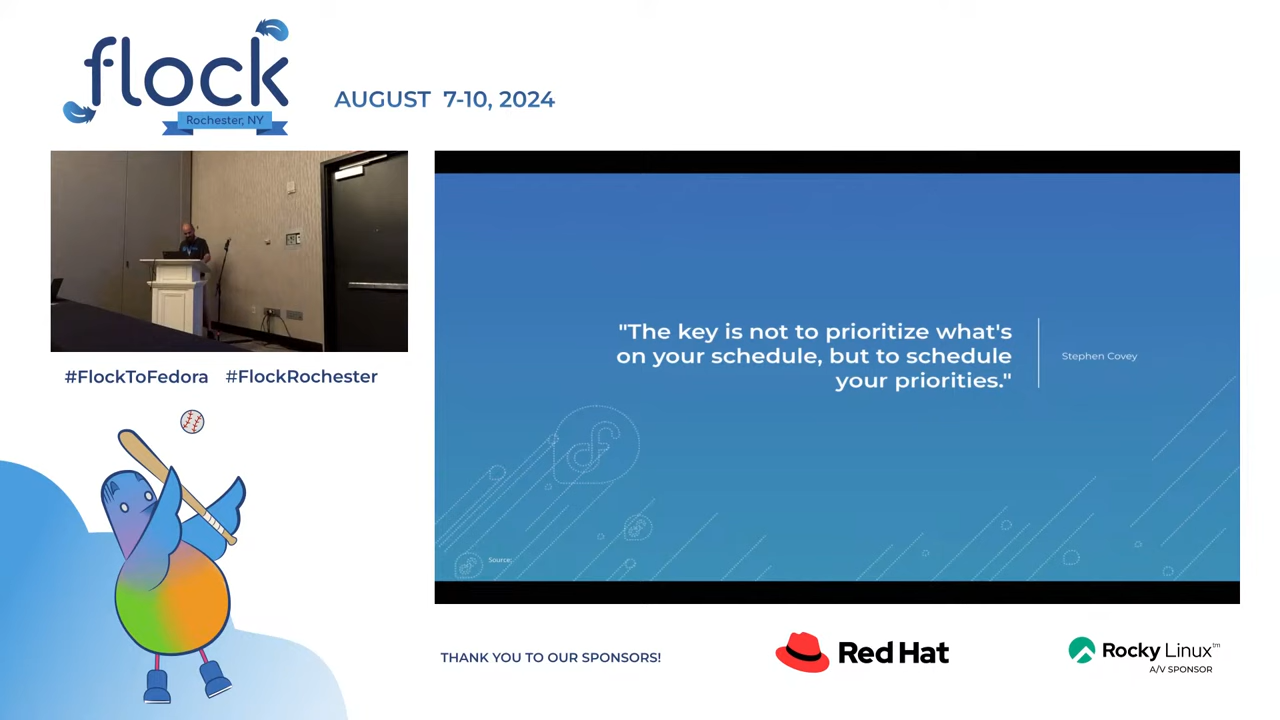 flock
Rochester, NY
AUGUST 7-10, 2024
#FlockToFedora #FlockRochester
"The key is not to prioritize what's
on your schedule, but to schedule
your priorities."
Stephen Covey
Source:
THANK YOU TO OUR SPONSORS!
Red Hat
Rocky Linux™
A/V SPONSOR